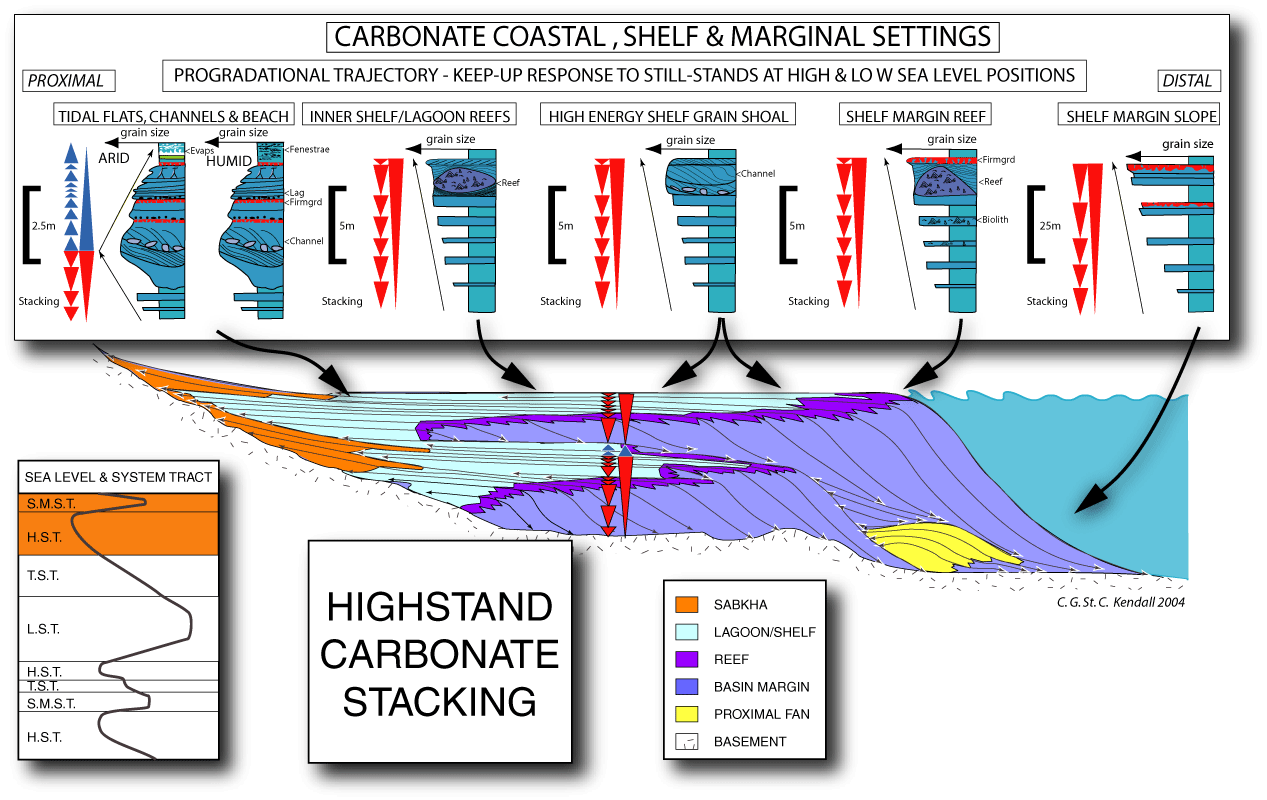 CARBONATE COASTAL , SHELF & MARGINAL SETTINGS
PROGRADATIONAL TRAJECTORY - KEEP-UP RESPONSE TO STILL-STANDS AT HIGH & LO W SEA LEVEL POSITIONS
PROXIMAL
DISTAL
TIDAL FLATS, CHANNELS & BEACH
grain size
grain size
ARID
HUMID
<Evaps
<Fenestrae
<Lag
<Firmgrd
<Channel
2.5m
Stacking
INNER SHELF/LAGOON REEFS
grain size
<Reef
5m
Stacking
HIGH ENERGY SHELF GRAIN SHOAL
grain size
<Channel
5m
Stacking
SHELF MARGIN REEF
grain size
<Firmgrd
<Reef
<Biolith
5m
Stacking
SHELF MARGIN SLOPE
grain size
25m
Stacking
SEA LEVEL & SYSTEM TRACT
S.M.S.T.
H.S.T.
T.S.T.
L.S.T.
H.S.T.
T.S.T.
S.M.S.T.
H.S.T.
HIGHSTAND
CARBONATE
STACKING
SABKHA
LAGOON/SHELF
REEF
BASIN MARGIN
PROXIMAL FAN
BASEMENT
C.G.St.C. Kendall 2004